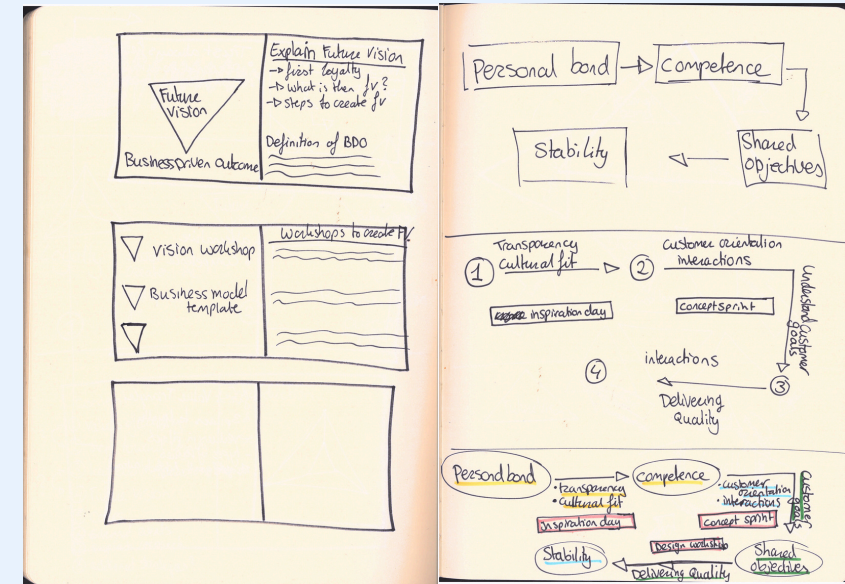 Future
vision
Business Driven outcome
Explain Future Vision
→ first loyalty
→ what is then fv?
→ steps to create fv
Definition of BDO
Vision workshop
Business model
template
Workshops to create FV.
Personal bond
competence
Shared
objectives
Stability
1
Transparency
Cultural fit
2
Customer orientation
interactions
inspiration day
concept sprint
Understand customer
goals
3
4
interactions
Delivering
Quality
Personal bond
• transparency
• cultural fit
competence
• customer
orientation
• interactions
customer
goals
inspiration day
concept sprint
Design workshop
Stability
Delivering Quality
Shared
objectives